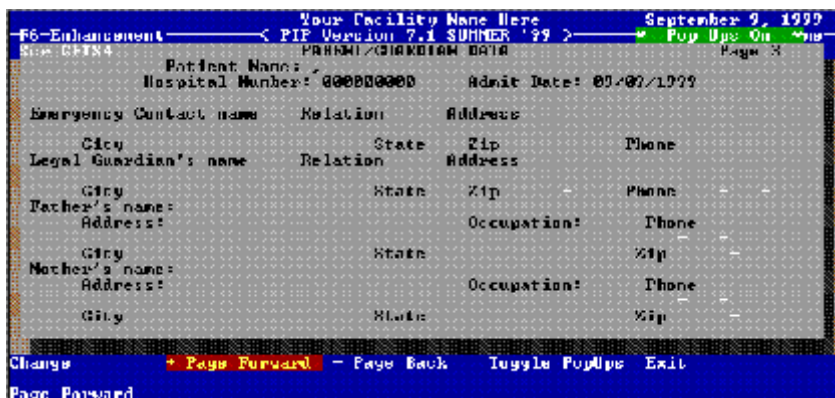 Your Facility Name Here September 9, 1999
F6-Enhancement < PIP Version 7.1 SUMMER '99 > Pop Ups On
PARENT/GUARDIAN DATA Page 3
Patient Name: ,
Hospital Number: 000000000 Admit Date: 09/09/1999
Emergency Contact name Relation Address
City State Zip Phone
Legal Guardian's name Relation Address
City State Zip - Phone - -
Father's name:
Address: Occupation: Phone
- -
City State Zip -
Mother's name:
Address: Occupation: Phone
- -
City State Zip -
Change + Page Forward - Page Back Toggle PopUps Exit
Page Forward